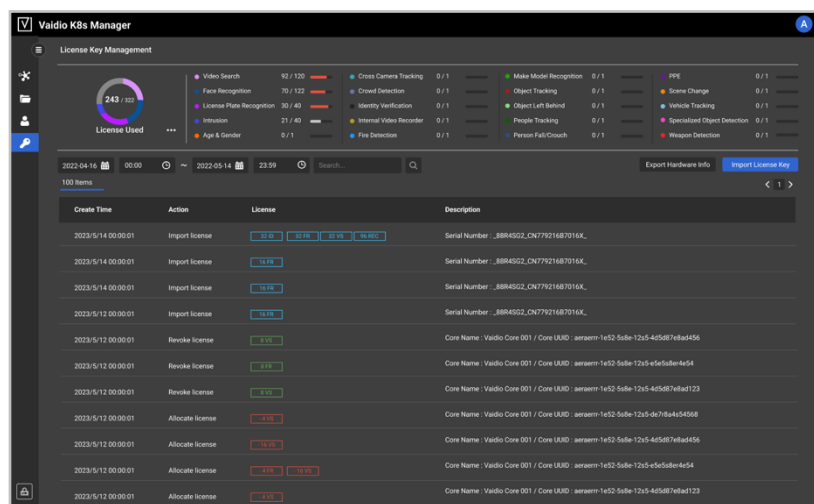 Vaidio K8s Manager
A
License Key Management
243 / 322
License Used
Video Search 92 / 120
Face Recognition 70 / 122
License Plate Recognition 30 / 40
Intrusion 21 / 40
Age & Gender 0 / 1
Cross Camera Tracking 0 / 1
Crowd Detection 0 / 1
Identity Verification 0 / 1
Internal Video Recorder 0 / 1
Fire Detection 0 / 1
Make Model Recognition 0 / 1
Object Tracking 0 / 1
Object Left Behind 0 / 1
People Tracking 0 / 1
Person Fall/Crouch 0 / 1
PPE 0 / 1
Scene Change 0 / 1
Vehicle Tracking 0 / 1
Specialized Object Detection 0 / 1
Weapon Detection 0 / 1
2022-04-16 00:00 ~ 2022-05-14 23:59 Search... Export Hardware Info Import License Key
100 Items < 1 >
Create Time Action License Description
2023/5/14 00:00:01 Import license 32 ID 33 FR 32 VS 96 REC Serial Number : _88R4SG2_CN779216B7016X_
2023/5/14 00:00:01 Import license 16 FR Serial Number : _88R4SG2_CN779216B7016X_
2023/5/14 00:00:01 Import license 16 FR Serial Number : _88R4SG2_CN779216B7016X_
2023/5/14 00:00:01 Import license 16 FR Serial Number : _88R4SG2_CN779216B7016X_
2023/5/12 00:00:01 Revoke license 8 VS Core Name : Vaidio Core 001 / Core UUID : aeraerrr-1e52-5s8e-12s5-4d5d87e8ad456
2023/5/12 00:00:01 Revoke license 8 FR Core Name : Vaidio Core 001 / Core UUID : aeraerrr-1e52-5s8e-12s5-e5e5s8er4e54
2023/5/12 00:00:01 Revoke license 8 VS Core Name : Vaidio Core 001 / Core UUID : aeraerrr-1e52-5s8e-12s5-4d5d87e8ad123
2023/5/12 00:00:01 Allocate license - 4 VS Core Name : Vaidio Core 001 / Core UUID : aeraerrr-1e52-5s8e-12s5-de7r8a4s54568
2023/5/12 00:00:01 Allocate license - 16 VS Core Name : Vaidio Core 001 / Core UUID : aeraerrr-1e52-5s8e-12s5-4d5d87e8ad456
2023/5/12 00:00:01 Allocate license - 4 FR - 16 VS Core Name : Vaidio Core 001 / Core UUID : aeraerrr-1e52-5s8e-12s5-e5e5s8er4e54
2023/5/12 00:00:01 Allocate license - 4 VS Core Name : Vaidio Core 001 / Core UUID : aeraerrr-1e52-5s8e-12s5-4d5d87e8ad123